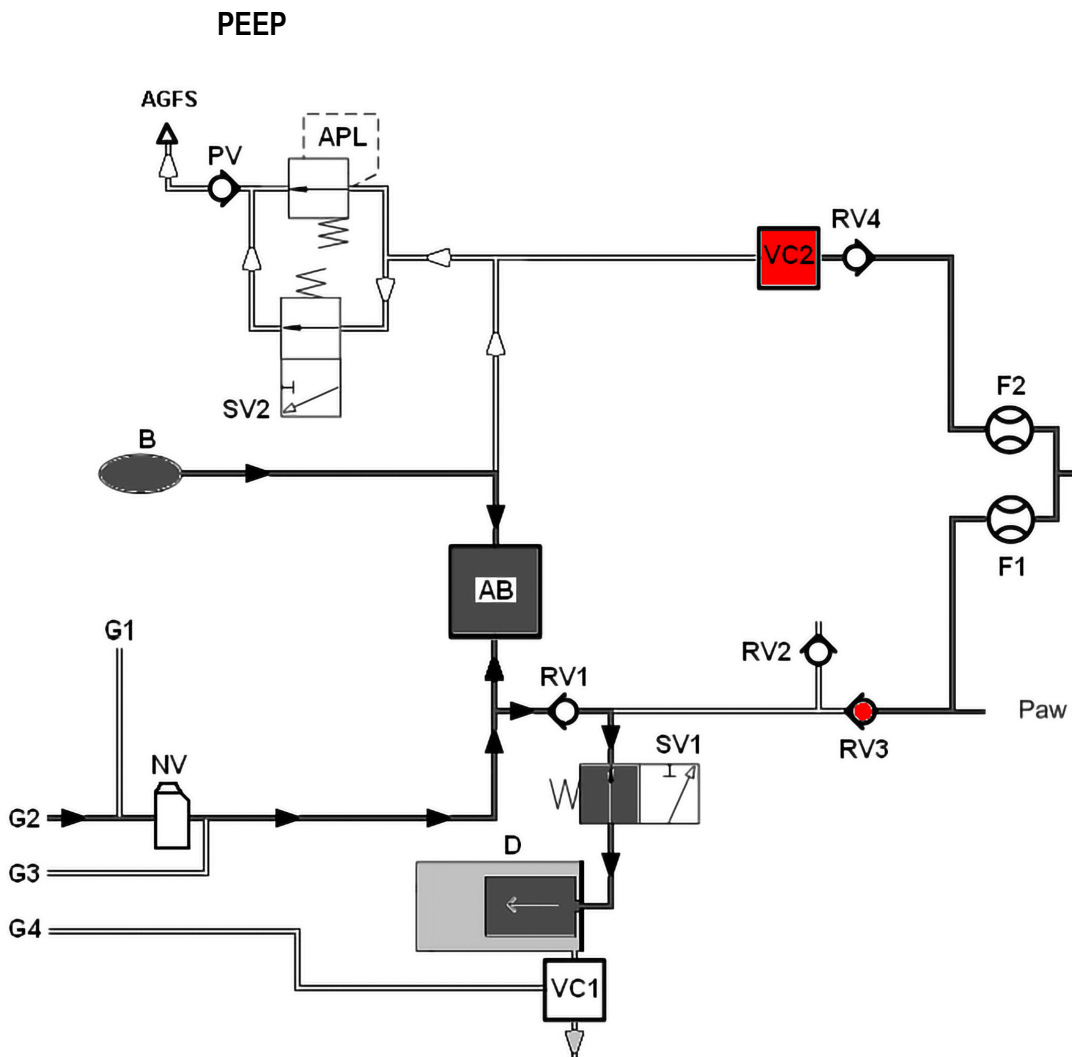 PEEP
AGFS
PV
APL
RV4
VC2
SV2
F2
B
F1
AB
G1
RV1
RV2
Paw
RV3
SV1
NV
G2
D
G3
G4
VC1